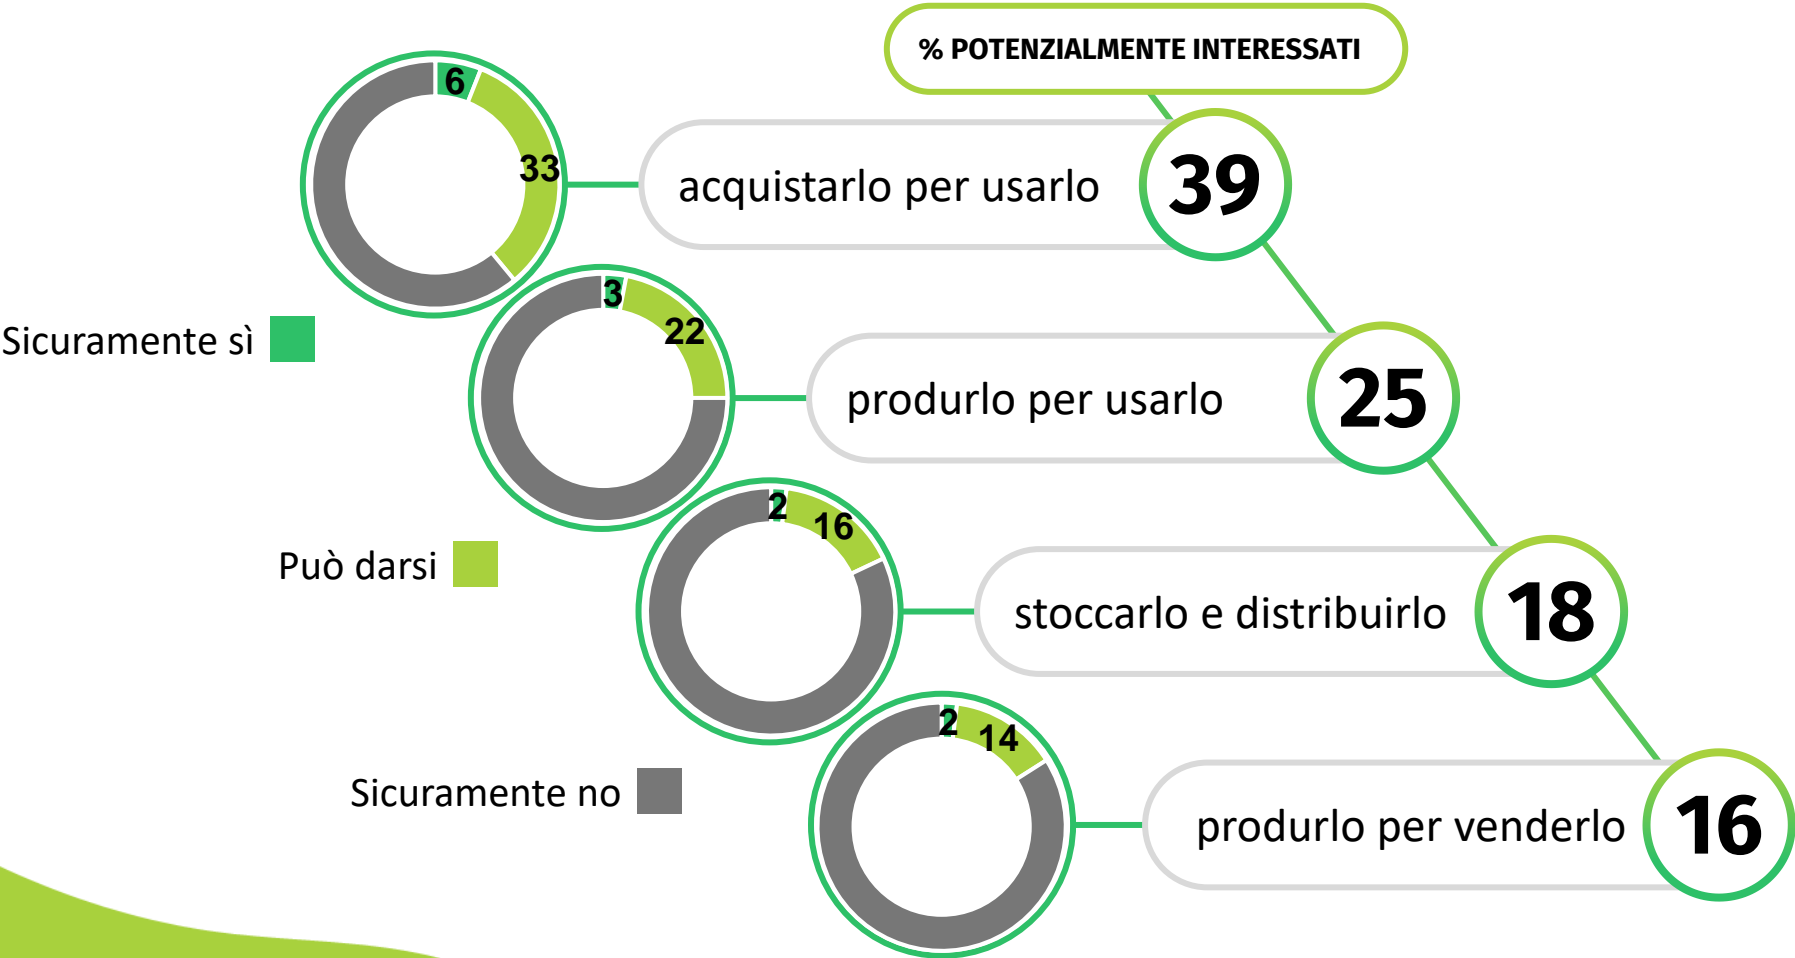 % POTENZIALMENTE INTERESSATI
6
33
acquistarlo per usarlo
39
Sicuramente sì
3
22
produrlo per usarlo
25
Può darsi
2
16
stoccarlo e distribuirlo
18
Sicuramente no
2
14
produrlo per venderlo
16